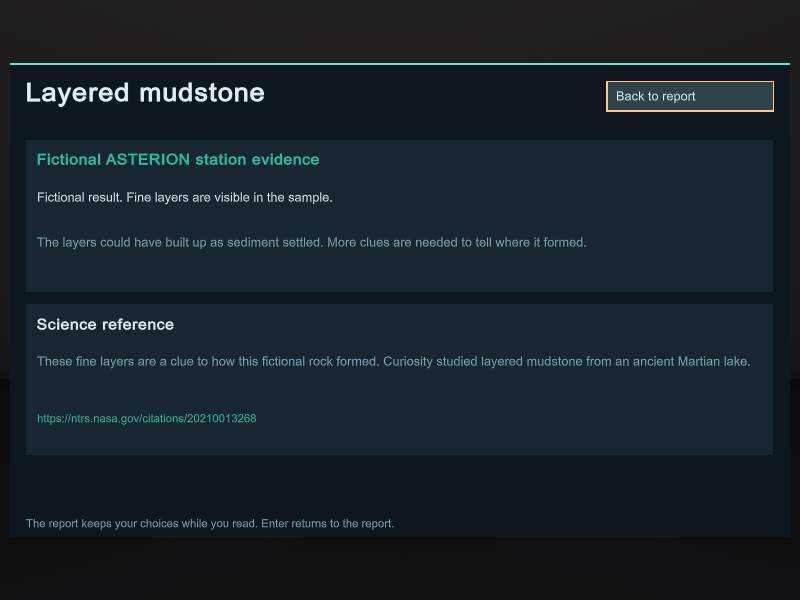 Layered mudstone
Back to report
Fictional ASTERION station evidence
Fictional result. Fine layers are visible in the sample.
The layers could have built up as sediment settled. More clues are needed to tell where it formed.
Science reference
These fine layers are a clue to how this fictional rock formed. Curiosity studied layered mudstone from an ancient Martian lake.
https://ntrs.nasa.gov/citations/20210013268
The report keeps your choices while you read. Enter returns to the report.